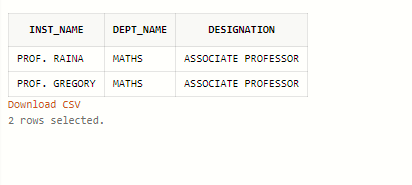 INST_NAME DEPT_NAME DESIGNATION
PROF. RAINA MATHS ASSOCIATE PROFESSOR
PROF. GREGORY MATHS ASSOCIATE PROFESSOR
Download CSV
2 rows selected.